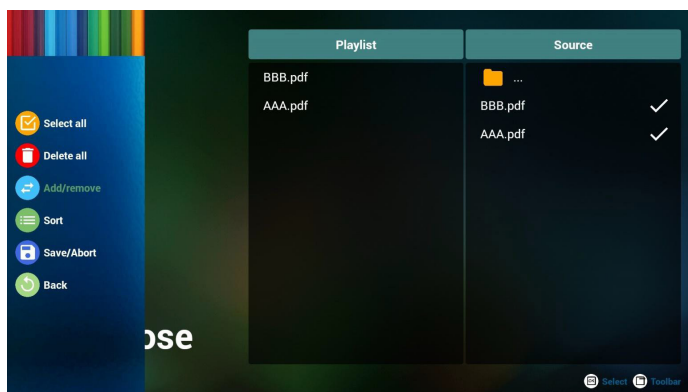 Playlist
Source
BBB.pdf
AAA.pdf
...
BBB.pdf
AAA.pdf
Select all
Delete all
Add/remove
Sort
Save/Abort
Back
ose
Select
Toolbar